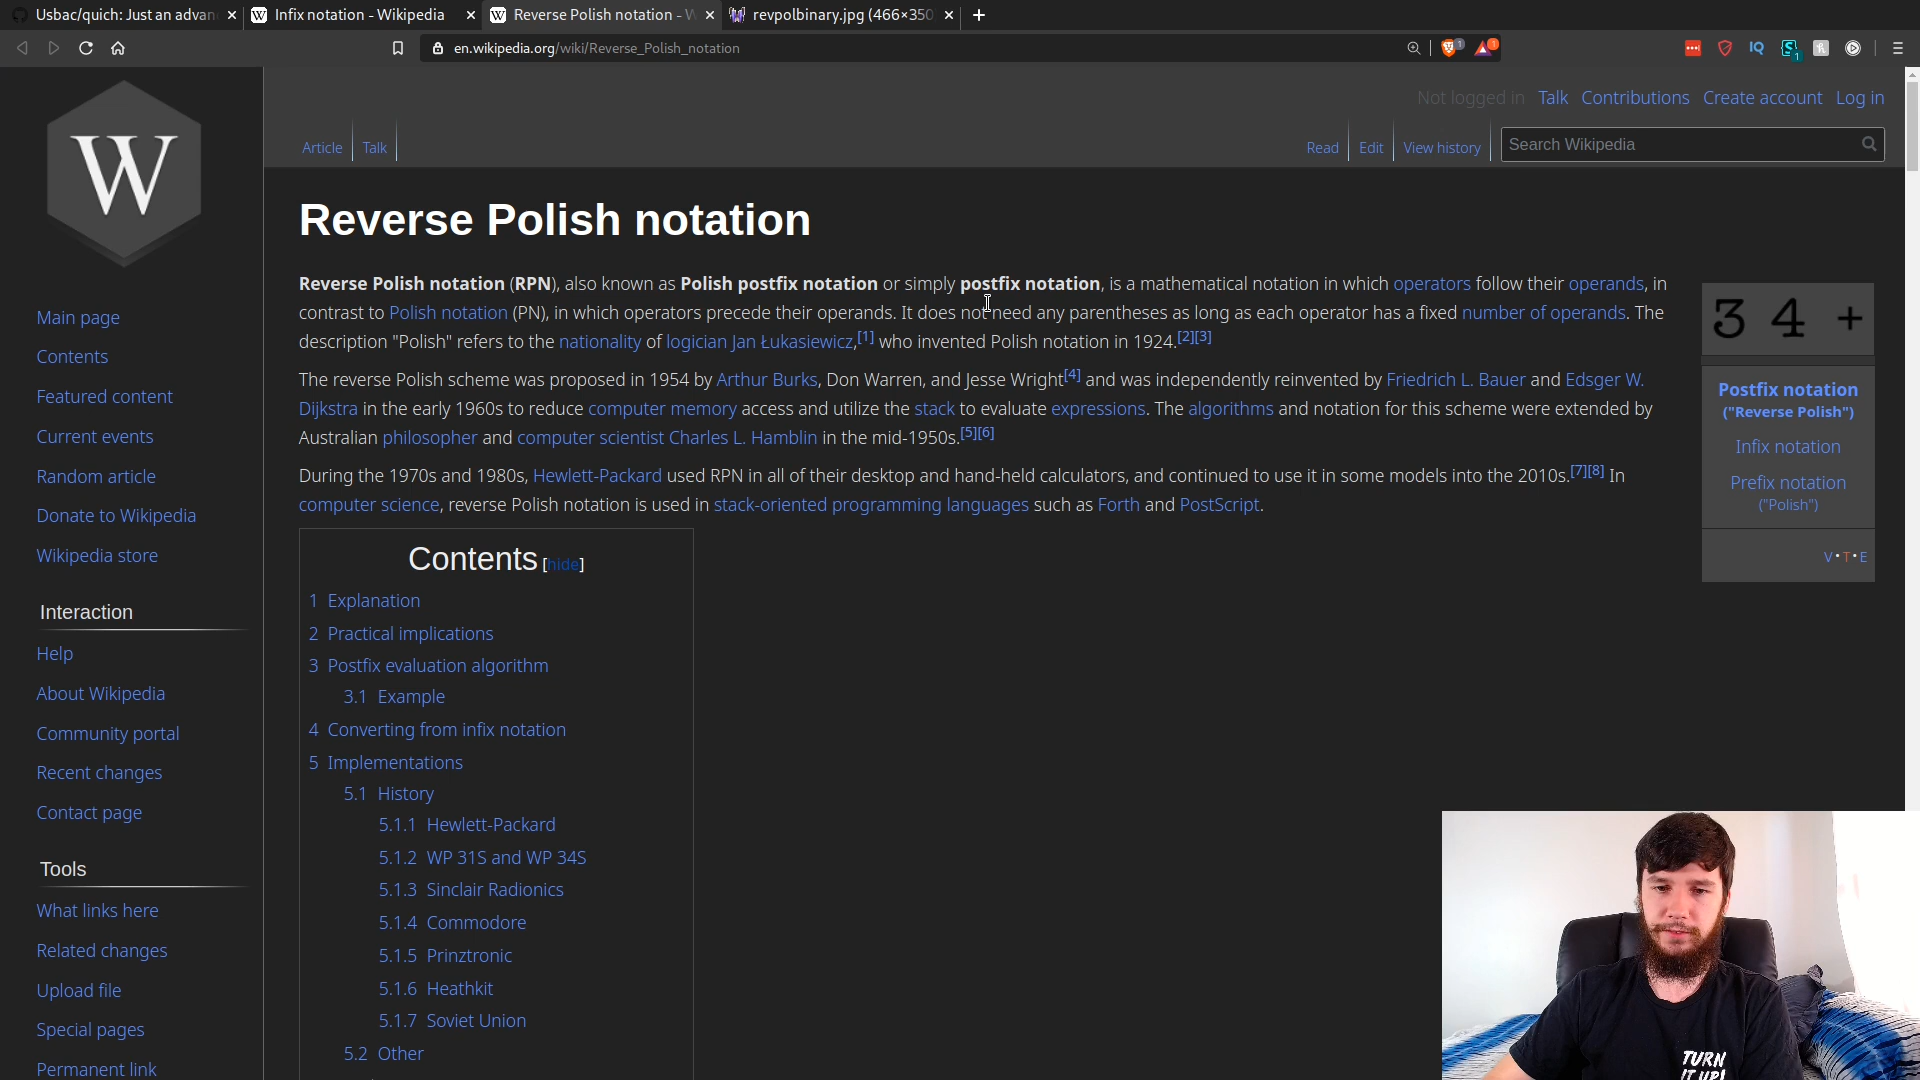 Usbac/quich: Just an advan
Infix notation - Wikipedia
Reverse Polish notation - W
revpolbinary.jpg (466×350
en.wikipedia.org/wiki/Reverse_Polish_notation
1
1
IQ
1
Not logged in Talk Contributions Create account Log in
Article Talk
Read Edit View history
Search Wikipedia
W
Main page
Contents
Featured content
Current events
Random article
Donate to Wikipedia
Wikipedia store
Interaction
Help
About Wikipedia
Community portal
Recent changes
Contact page
Tools
What links here
Related changes
Upload file
Special pages
Permanent link
Reverse Polish notation
Reverse Polish notation (RPN), also known as Polish postfix notation or simply postfix notation, is a mathematical notation in which operators follow their operands, in
contrast to Polish notation (PN), in which operators precede their operands. It does not need any parentheses as long as each operator has a fixed number of operands. The
description "Polish" refers to the nationality of logician Jan Łukasiewicz,[1] who invented Polish notation in 1924.[2][3]
The reverse Polish scheme was proposed in 1954 by Arthur Burks, Don Warren, and Jesse Wright[4] and was independently reinvented by Friedrich L. Bauer and Edsger W.
Dijkstra in the early 1960s to reduce computer memory access and utilize the stack to evaluate expressions. The algorithms and notation for this scheme were extended by
Australian philosopher and computer scientist Charles L. Hamblin in the mid-1950s.[5][6]
During the 1970s and 1980s, Hewlett-Packard used RPN in all of their desktop and hand-held calculators, and continued to use it in some models into the 2010s.[7][8] In
computer science, reverse Polish notation is used in stack-oriented programming languages such as Forth and PostScript.
3 4 +
Postfix notation
("Reverse Polish")
Infix notation
Prefix notation
("Polish")
V · T · E
Contents [hide]
1 Explanation
2 Practical implications
3 Postfix evaluation algorithm
3.1 Example
4 Converting from infix notation
5 Implementations
5.1 History
5.1.1 Hewlett-Packard
5.1.2 WP 31S and WP 34S
5.1.3 Sinclair Radionics
5.1.4 Commodore
5.1.5 Prinztronic
5.1.6 Heathkit
5.1.7 Soviet Union
5.2 Other
TURN
IT UP!